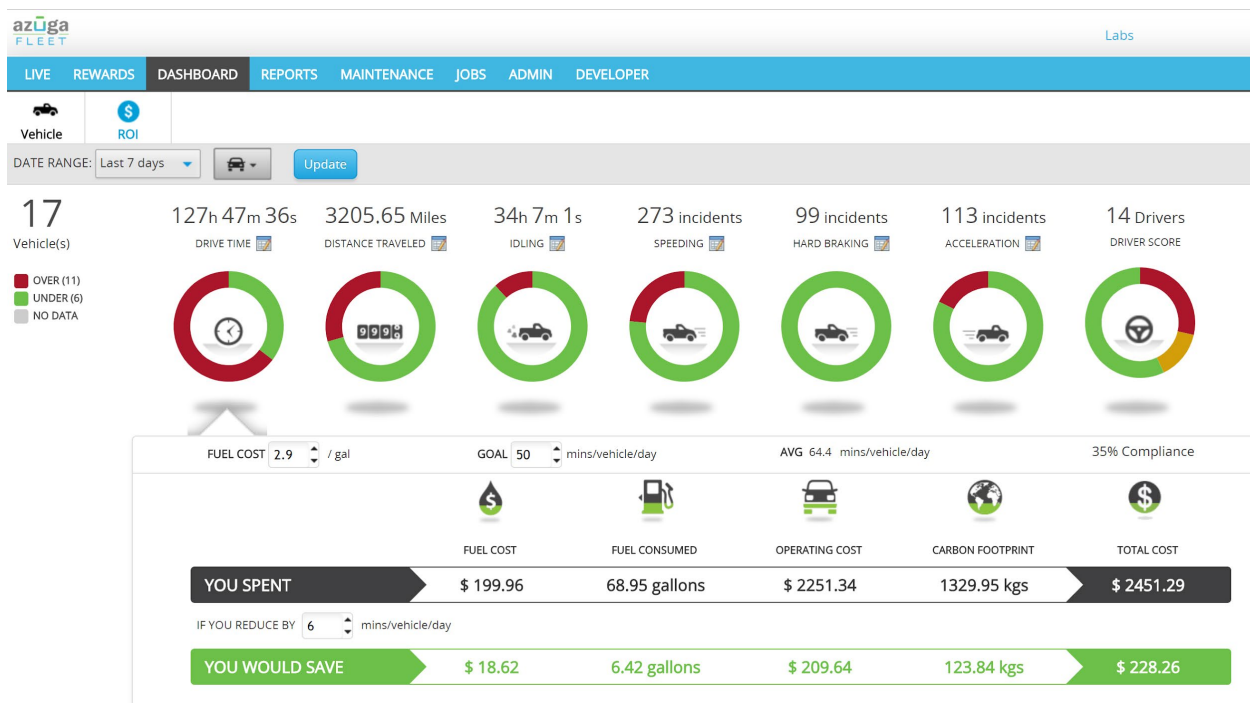 azūga
FLEET
Labs
LIVE REWARDS DASHBOARD REPORTS MAINTENANCE JOBS ADMIN DEVELOPER
Vehicle ROI
DATE RANGE: Last 7 days Update
17 127h 47m 36s 3205.65 Miles 34h 7m 1s 273 incidents 99 incidents 113 incidents 14 Drivers
Vehicle(s) DRIVE TIME DISTANCE TRAVELED IDLING SPEEDING HARD BRAKING ACCELERATION DRIVER SCORE
OVER (11)
UNDER (6)
NO DATA
FUEL COST 2.9 / gal GOAL 50 mins/vehicle/day AVG 64.4 mins/vehicle/day 35% Compliance
FUEL COST FUEL CONSUMED OPERATING COST CARBON FOOTPRINT TOTAL COST
YOU SPENT $ 199.96 68.95 gallons $ 2251.34 1329.95 kgs $ 2451.29
IF YOU REDUCE BY 6 mins/vehicle/day
YOU WOULD SAVE $ 18.62 6.42 gallons $ 209.64 123.84 kgs $ 228.26